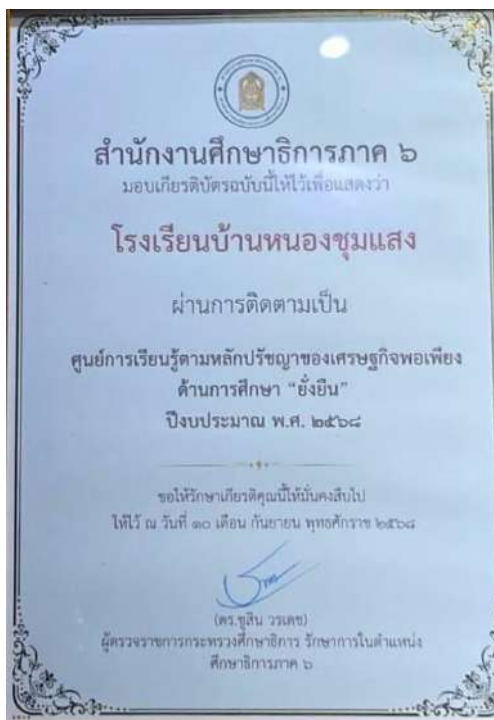 สำนักงานศึกษาธิการภาค ๖
มอบเกียรติบัตรฉบับนี้ให้ไว้เพื่อแสดงว่า
โรงเรียนบ้านหนองชุมแสง
ผ่านการติดตามเป็น
ศูนย์การเรียนรู้ตามหลักปรัชญาของเศรษฐกิจพอเพียง
ด้านการศึกษา “ยั่งยืน”
ปีงบประมาณ พ.ศ. ๒๕๖๘
ขอให้รักษาเกียรติคุณนี้ให้มั่นคงสืบไป
ให้ไว้ ณ วันที่ ๑๐ เดือน กันยายน พุทธศักราช ๒๕๖๘
(ดร.ชูสิน วรเดช)
ผู้ตรวจราชการกระทรวงศึกษาธิการ รักษาการในตำแหน่ง
ศึกษาธิการภาค ๖